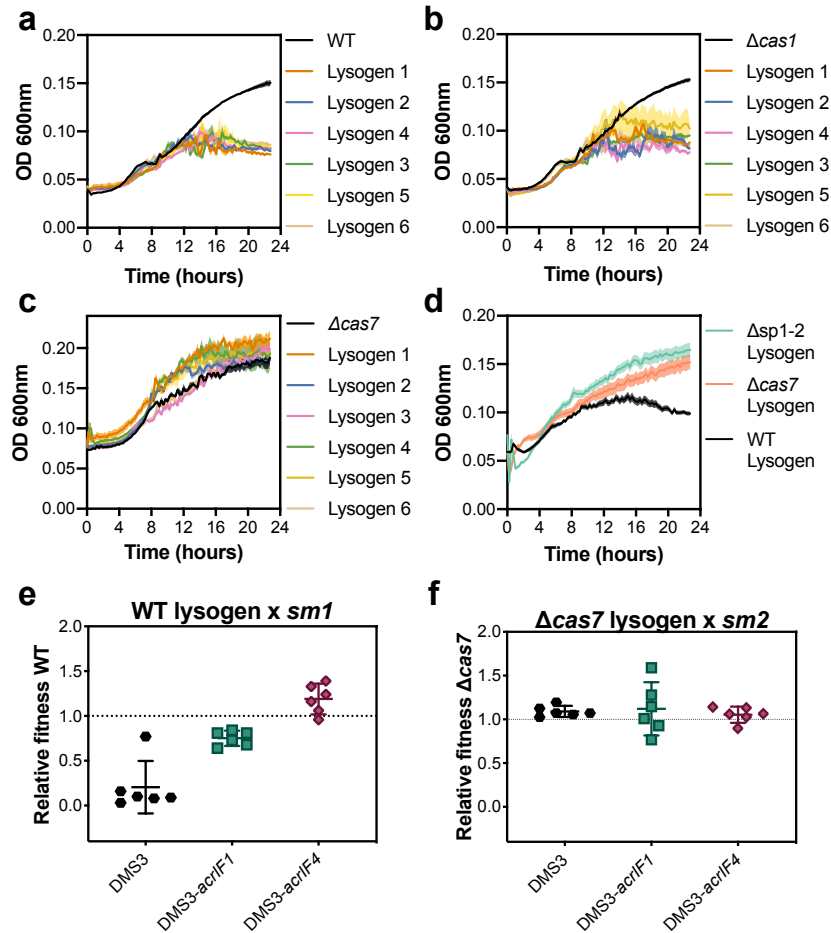 a
0.20
0.15
0.10
0.05
0.00
OD 600nm
0 4 8 12 16 20 24
Time (hours)
WT
Lysogen 1
Lysogen 2
Lysogen 4
Lysogen 3
Lysogen 5
Lysogen 6
b
0.20
0.15
0.10
0.05
0.00
OD 600nm
0 4 8 12 16 20 24
Time (hours)
Δcas1
Lysogen 1
Lysogen 2
Lysogen 4
Lysogen 3
Lysogen 5
Lysogen 6
c
0.20
0.15
0.10
0.05
0.00
OD 600nm
0 4 8 12 16 20 24
Time (hours)
Δcas7
Lysogen 1
Lysogen 2
Lysogen 3
Lysogen 4
Lysogen 5
Lysogen 6
d
0.20
0.15
0.10
0.05
0.00
OD 600nm
0 4 8 12 16 20 24
Time (hours)
Δsp1-2
Lysogen
Δcas7
Lysogen
WT
Lysogen
e
WT lysogen x sm1
2.0
1.5
1.0
0.5
0.0
Relative fitness WT
DMS3
DMS3-acrIF1
DMS3-acrIF4
f
Δcas7 lysogen x sm2
2.0
1.5
1.0
0.5
0.0
Relative fitness Δcas7
DMS3
DMS3-acrIF1
DMS3-acrIF4